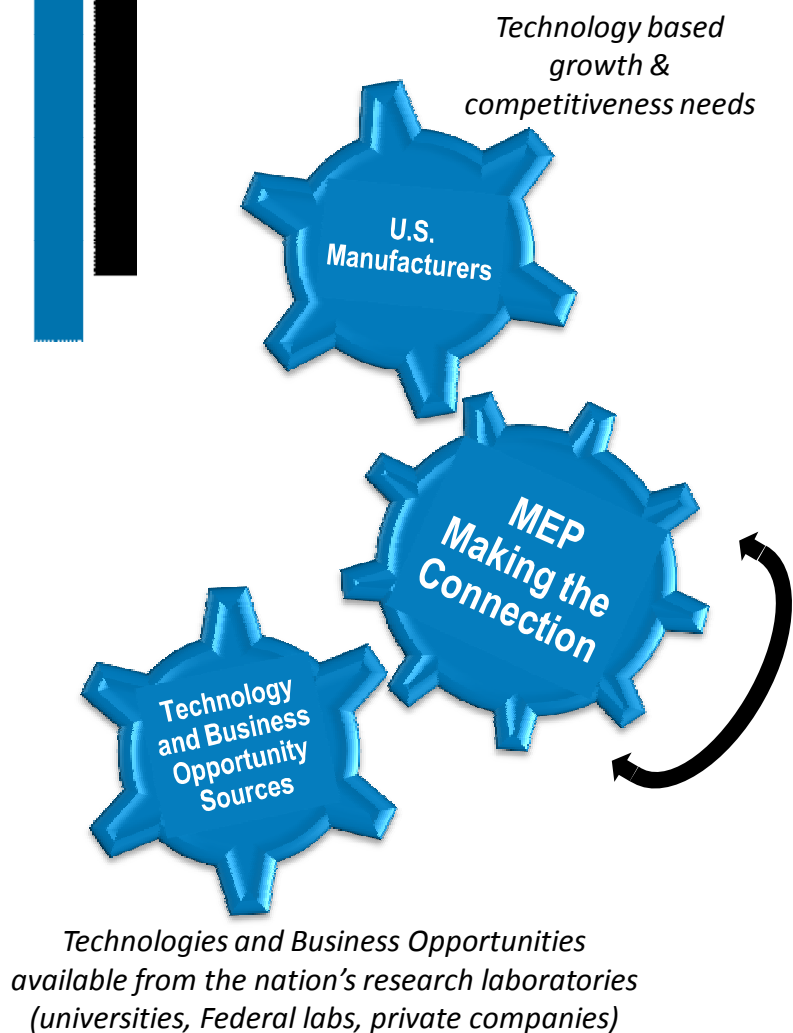 Technology based
growth &
competitiveness needs
U.S.
Manufacturers
MEP
Making the
Connection
Technology
and Business
Opportunity
Sources
Technologies and Business Opportunities
available from the nation’s research laboratories
(universities, Federal labs, private companies)